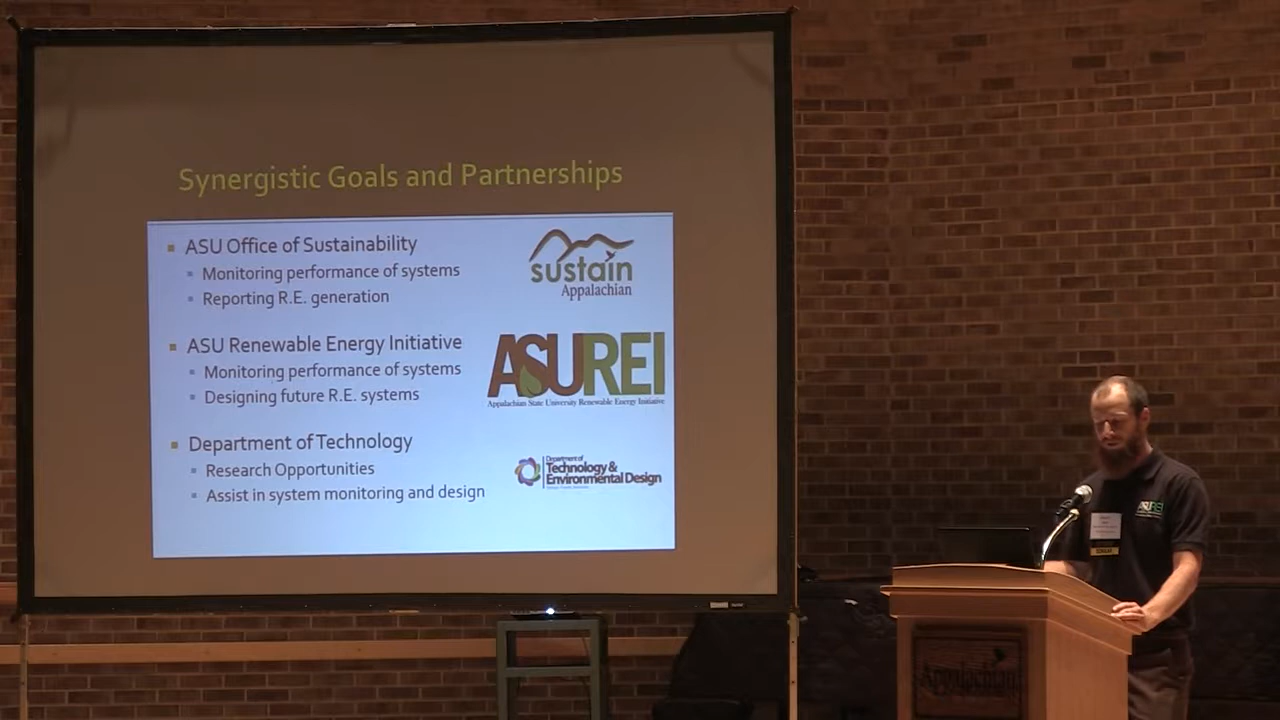 Synergistic Goals and Partnerships
ASU Office of Sustainability
Monitoring performance of systems
Reporting R.E. generation
sustain
Appalachian
ASU Renewable Energy Initiative
Monitoring performance of systems
Designing future R.E. systems
ASUREI
Appalachian State University Renewable Energy Initiative
Department of Technology
Research Opportunities
Assist in system monitoring and design
Department of
Technology &
Environmental Design
ASUREI
Appalachian